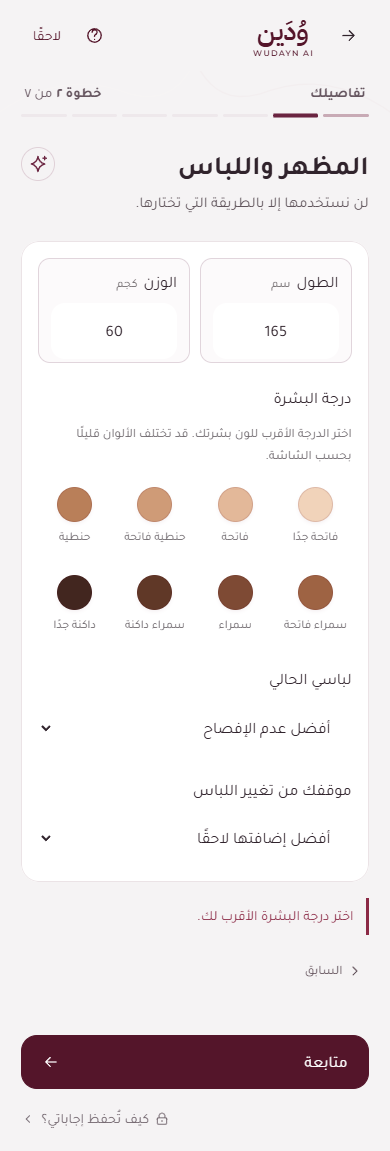 وُدَين
WUDAYN AI
لاحقًا
تفاصيلك
خطوة ٢ من ٧
المظهر واللباس
لن نستخدمها إلا بالطريقة التي تختارها.
الطول سم
الوزن كجم
165
60
درجة البشرة
اختر الدرجة الأقرب للون بشرتك. قد تختلف الألوان قليلًا
بحسب الشاشة.
فاتحة جدًا
فاتحة
حنطية فاتحة
حنطية
سمراء فاتحة
سمراء
سمراء داكنة
داكنة جدًا
لباسي الحالي
أفضل عدم الإفصاح
موقفك من تغيير اللباس
أفضل إضافتها لاحقًا
اختر درجة البشرة الأقرب لك.
السابق
متابعة
كيف تُحفظ إجاباتي؟